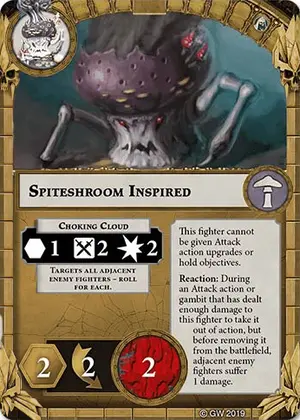 SPITESHROOM INSPIRED
CHOKING CLOUD
1 2 2
TARGETS ALL ADJACENT
ENEMY FIGHTERS – ROLL
FOR EACH.
This fighter cannot
be given Attack
action upgrades or
hold objectives.
Reaction: During
an Attack action or
gambit that has dealt
enough damage to
this fighter to take it
out of action, but
before removing it
from the battlefield,
adjacent enemy
fighters suffer
1 damage.
2 2 2
© GW 2019